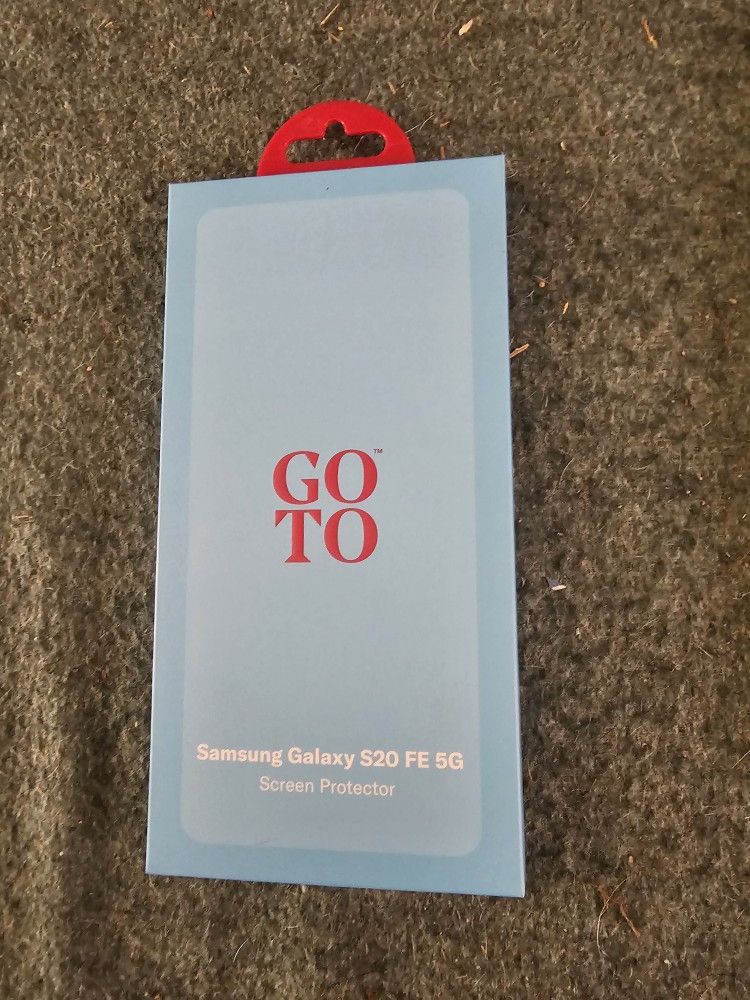 GO™
TO
Samsung Galaxy S20 FE 5G
Screen Protector